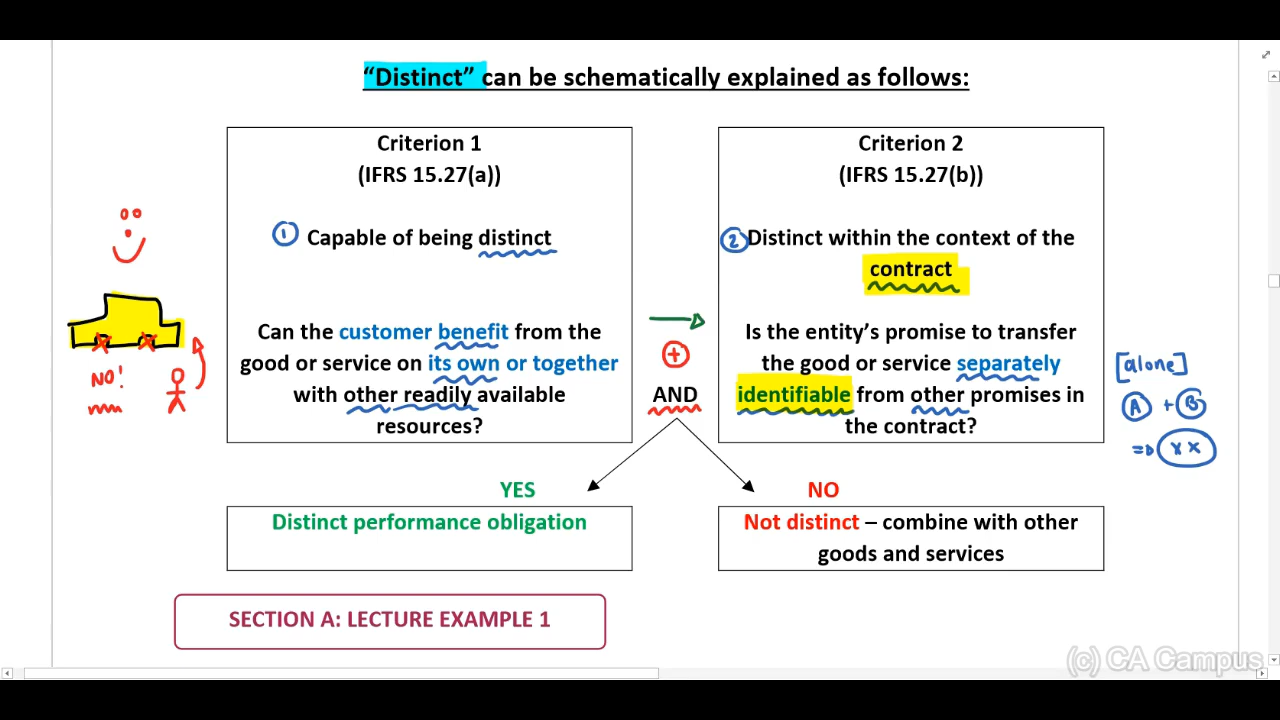 “Distinct” can be schematically explained as follows:
Criterion 1
(IFRS 15.27(a))
1 Capable of being distinct
Can the customer benefit from the
good or service on its own or together
with other readily available
resources?
NO!
+
AND
Criterion 2
(IFRS 15.27(b))
2 Distinct within the context of the
contract
Is the entity’s promise to transfer
the good or service separately
identifiable from other promises in
the contract?
[alone]
A + B
=> xx
YES
Distinct performance obligation
NO
Not distinct – combine with other
goods and services
SECTION A: LECTURE EXAMPLE 1
(c) CA Campus